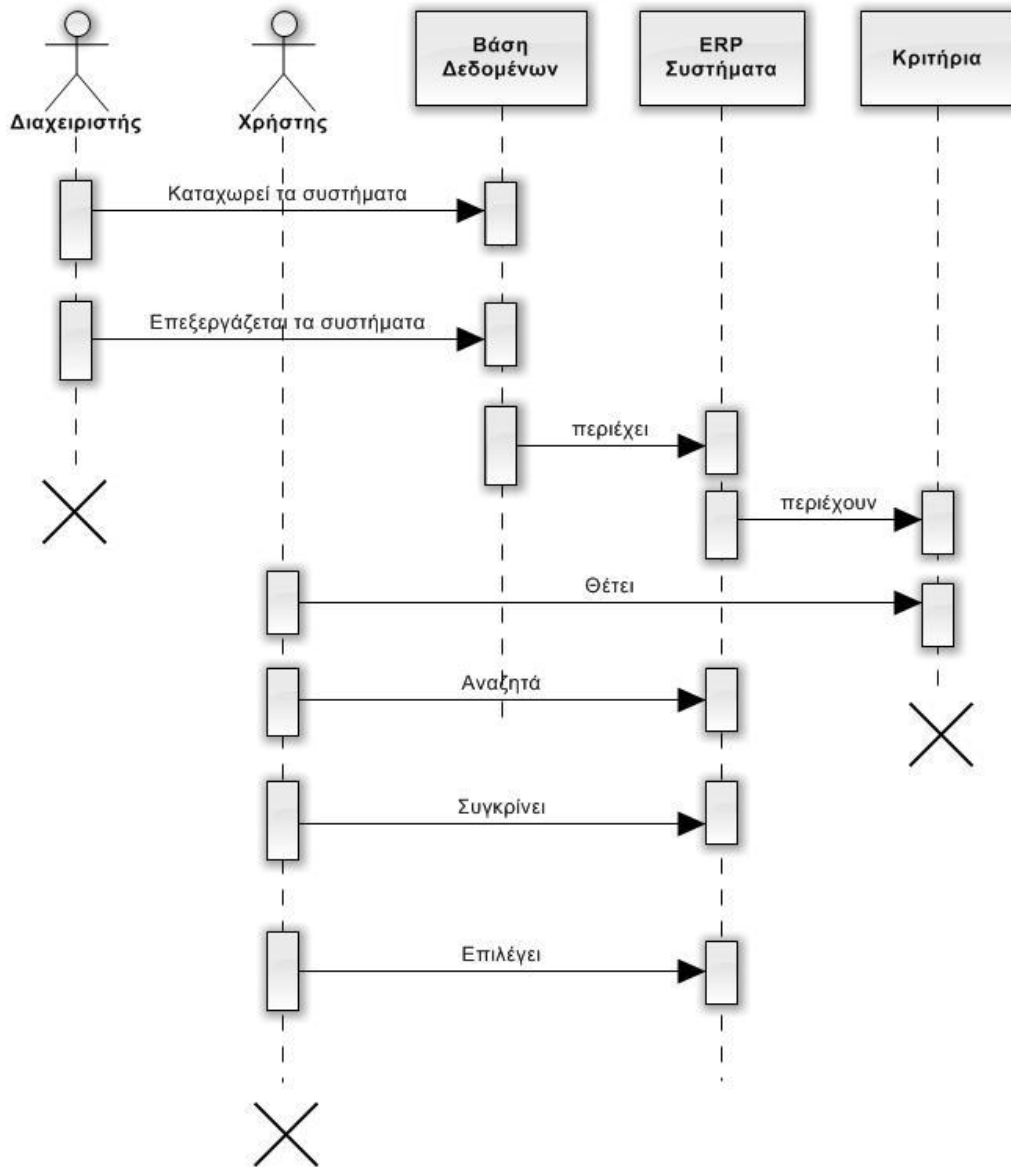 Διαχειριστής
Χρήστης
Βάση
Δεδομένων
ERP
Συστήματα
Κριτήρια
Καταχωρεί τα συστήματα
Επεξεργάζεται τα συστήματα
περιέχει
περιέχουν
Θέτει
Αναζητά
Συγκρίνει
Επιλέγει